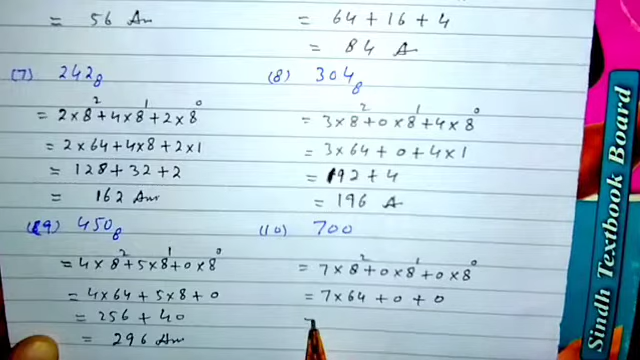 = 56 An
= 64 + 16 + 4
= 84 A
(7) 242₈
= 2×8² + 4×8¹ + 2×8⁰
= 2×64 + 4×8 + 2×1
= 128 + 32 + 2
= 162 An
(8) 304₈
= 3×8² + 0×8¹ + 4×8⁰
= 3×64 + 0 + 4×1
= 192 + 4
= 196 A
(9) 450₈
= 4×8² + 5×8¹ + 0×8⁰
= 4×64 + 5×8 + 0
= 256 + 40
= 296 An
(10) 700
= 7×8² + 0×8¹ + 0×8⁰
= 7×64 + 0 + 0
=
Sindh Textbook Board